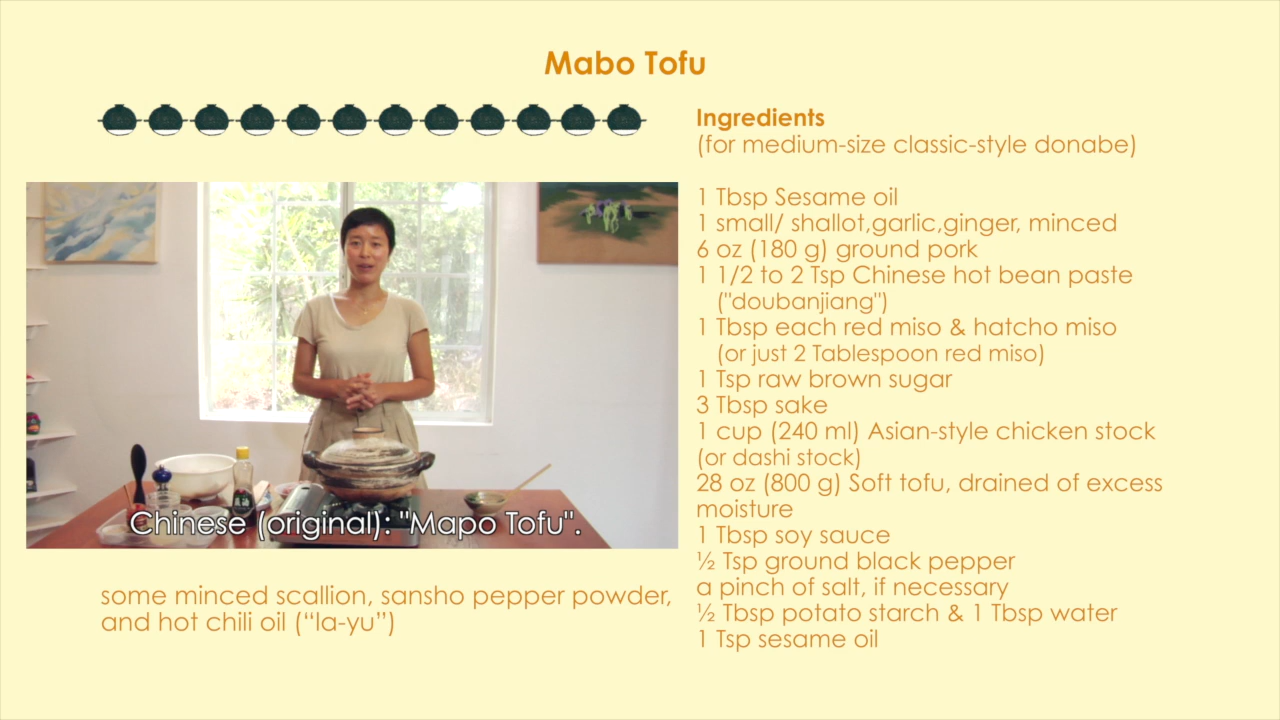 Mabo Tofu
Ingredients
(for medium-size classic-style donabe)
1 Tbsp Sesame oil
1 small/ shallot,garlic,ginger, minced
6 oz (180 g) ground pork
1 1/2 to 2 Tsp Chinese hot bean paste
("doubanjiang")
1 Tbsp each red miso & hatcho miso
(or just 2 Tablespoon red miso)
1 Tsp raw brown sugar
3 Tbsp sake
1 cup (240 ml) Asian-style chicken stock
(or dashi stock)
28 oz (800 g) Soft tofu, drained of excess
moisture
1 Tbsp soy sauce
½ Tsp ground black pepper
a pinch of salt, if necessary
½ Tbsp potato starch & 1 Tbsp water
1 Tsp sesame oil
Chinese (original): "Mapo Tofu".
some minced scallion, sansho pepper powder,
and hot chili oil (“la-yu”)